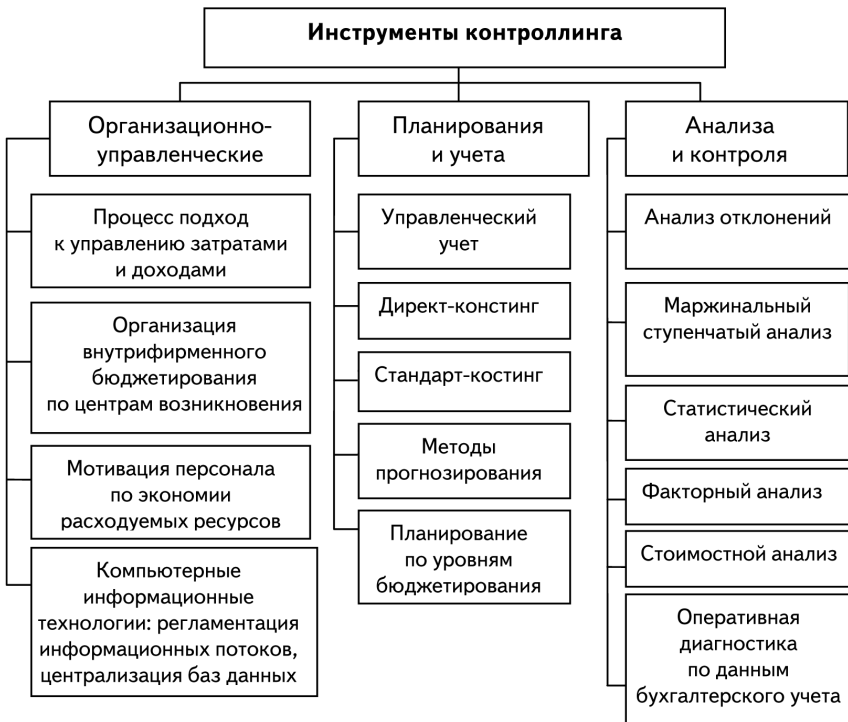 Инструменты контроллинга
Организационно-
управленческие
Процесс подход
к управлению затратами
и доходами
Организация
внутрифирменного
бюджетирования
по центрам возникновения
Мотивация персонала
по экономии
расходуемых ресурсов
Компьютерные
информационные
технологии: регламентация
информационных потоков,
централизация баз данных
Планирования
и учета
Управленческий
учет
Директ-констинг
Стандарт-костинг
Методы
прогнозирования
Планирование
по уровням
бюджетирования
Анализа
и контроля
Анализ отклонений
Маржинальный
ступенчатый анализ
Статистический
анализ
Факторный анализ
Стоимостной анализ
Оперативная
диагностика
по данным
бухгалтерского учета